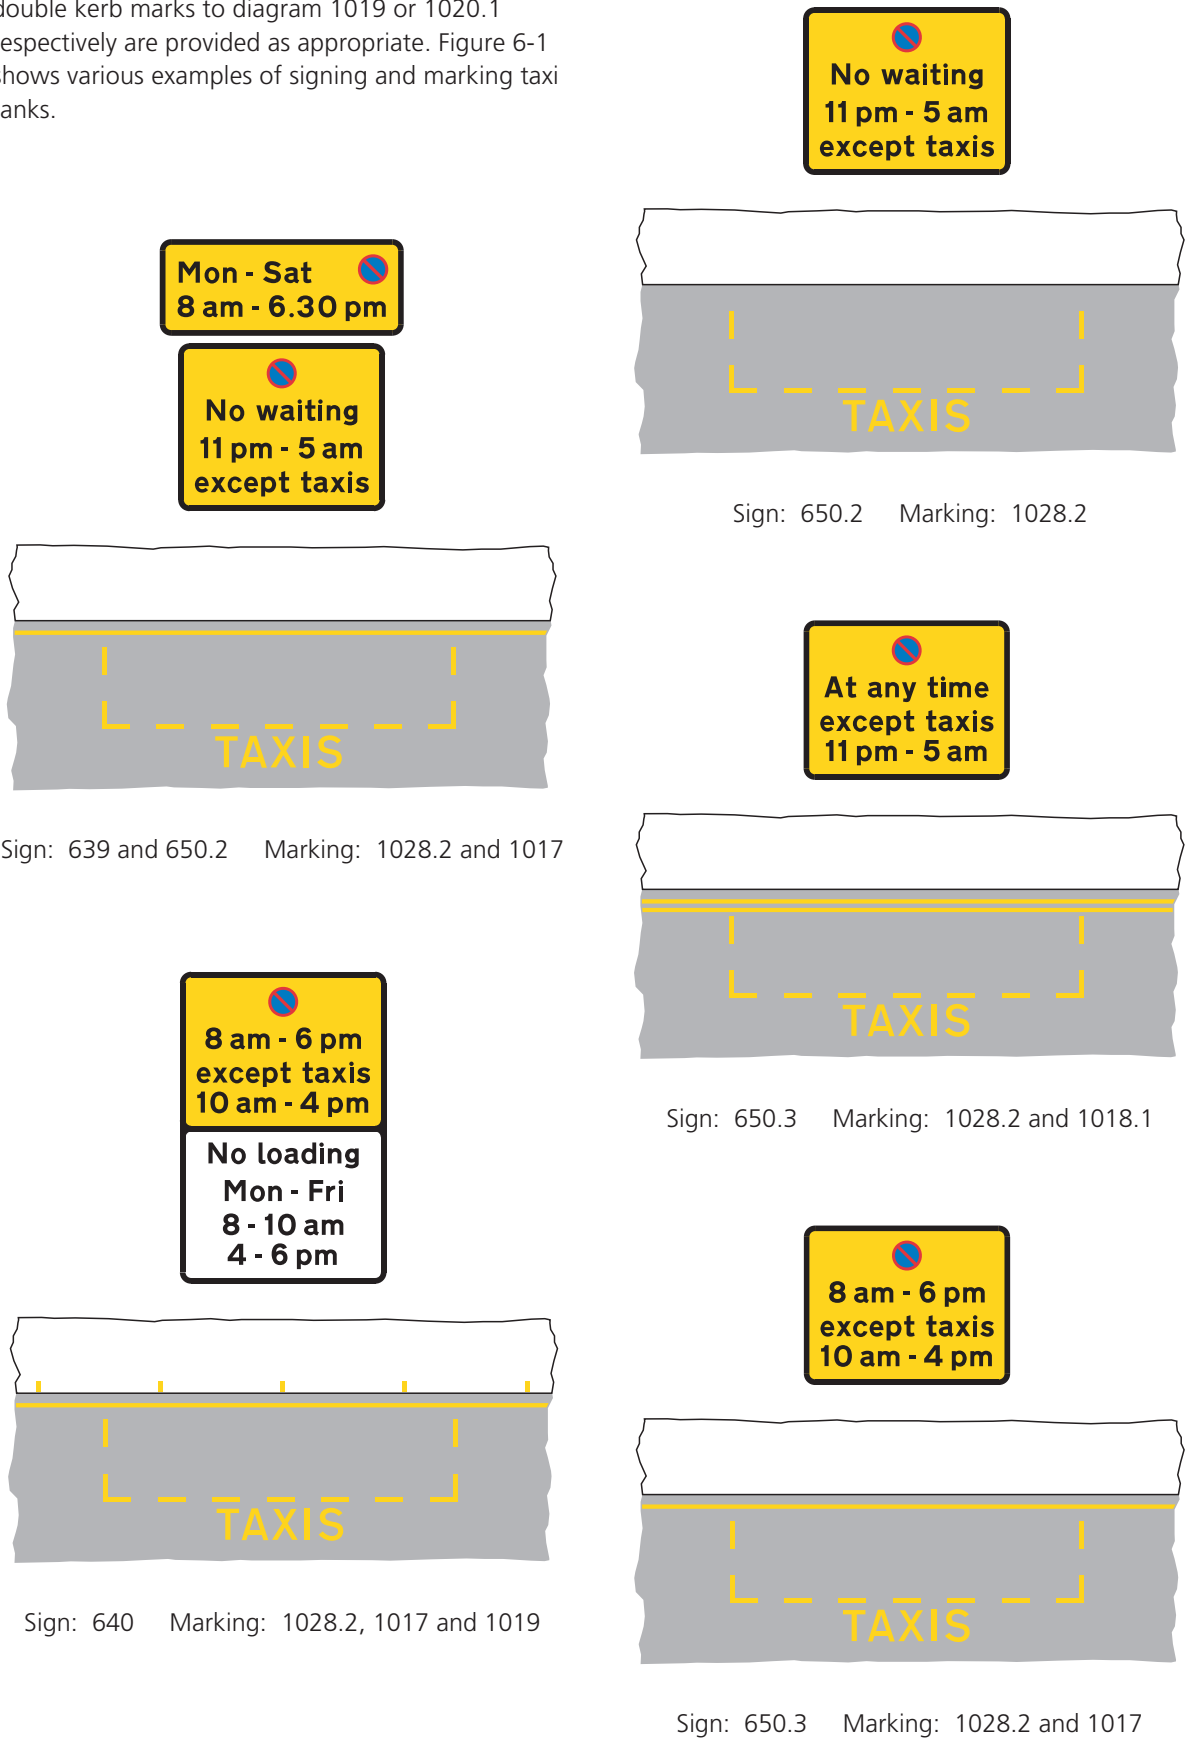 double kerb marks to diagram 1019 or 1020.1
espectively are provided as appropriate. Figure 6-1
hows various examples of signing and marking taxi
anks.
Mon - Sat
8 am - 6.30 pm
No waiting
11 pm - 5 am
except taxis
TAXIS
Sign: 639 and 650.2 Marking: 1028.2 and 1017
8 am - 6 pm
except taxis
10 am - 4 pm
No loading
Mon - Fri
8 - 10 am
4 - 6 pm
TAXIS
Sign: 640 Marking: 1028.2, 1017 and 1019
No waiting
11 pm - 5 am
except taxis
TAXIS
Sign: 650.2 Marking: 1028.2
At any time
except taxis
11 pm - 5 am
TAXIS
Sign: 650.3 Marking: 1028.2 and 1018.1
8 am - 6 pm
except taxis
10 am - 4 pm
TAXIS
Sign: 650.3 Marking: 1028.2 and 1017